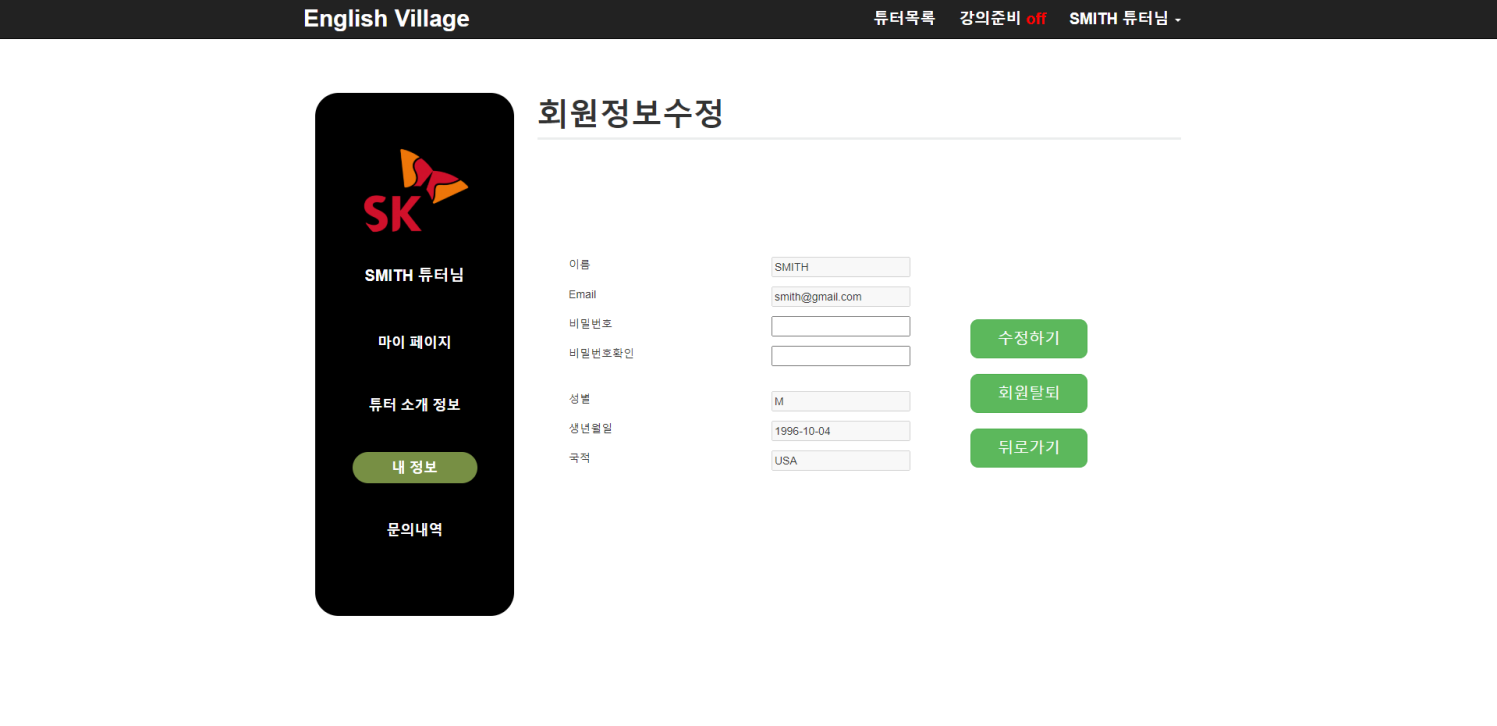 English Village
튜터목록 강의준비 off SMITH 튜터님
회원정보수정
SK
SMITH 튜터님
마이 페이지
튜터 소개 정보
내 정보
문의내역
이름 SMITH
Email smith@gmail.com
비밀번호
비밀번호확인
성별 M
생년월일 1996-10-04
국적 USA
수정하기
회원탈퇴
뒤로가기